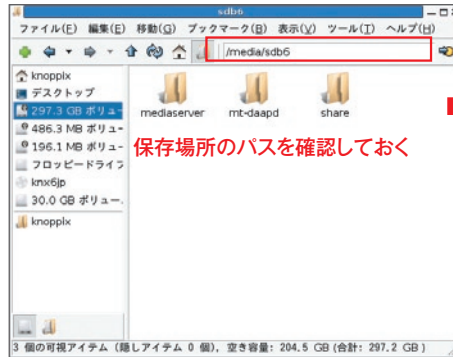 sdb6
ファイル(F) 編集(E) 移動(G) ブックマーク(B) 表示(V) ツール(T) ヘルプ(H)
/media/sdb6
knoppix
デスクトップ
297.3 GB ボリュー
486.3 MB ボリュー
196.1 MB ボリュー
フロッピードライブ
knx6jp
30.0 GB ボリュー
knoppix
mediaserver mt-daapd share
保存場所のパスを確認しておく
3 個の可視アイテム (隠しアイテム 0 個), 空き容量: 204.5 GB (合計: 297.2 GB )